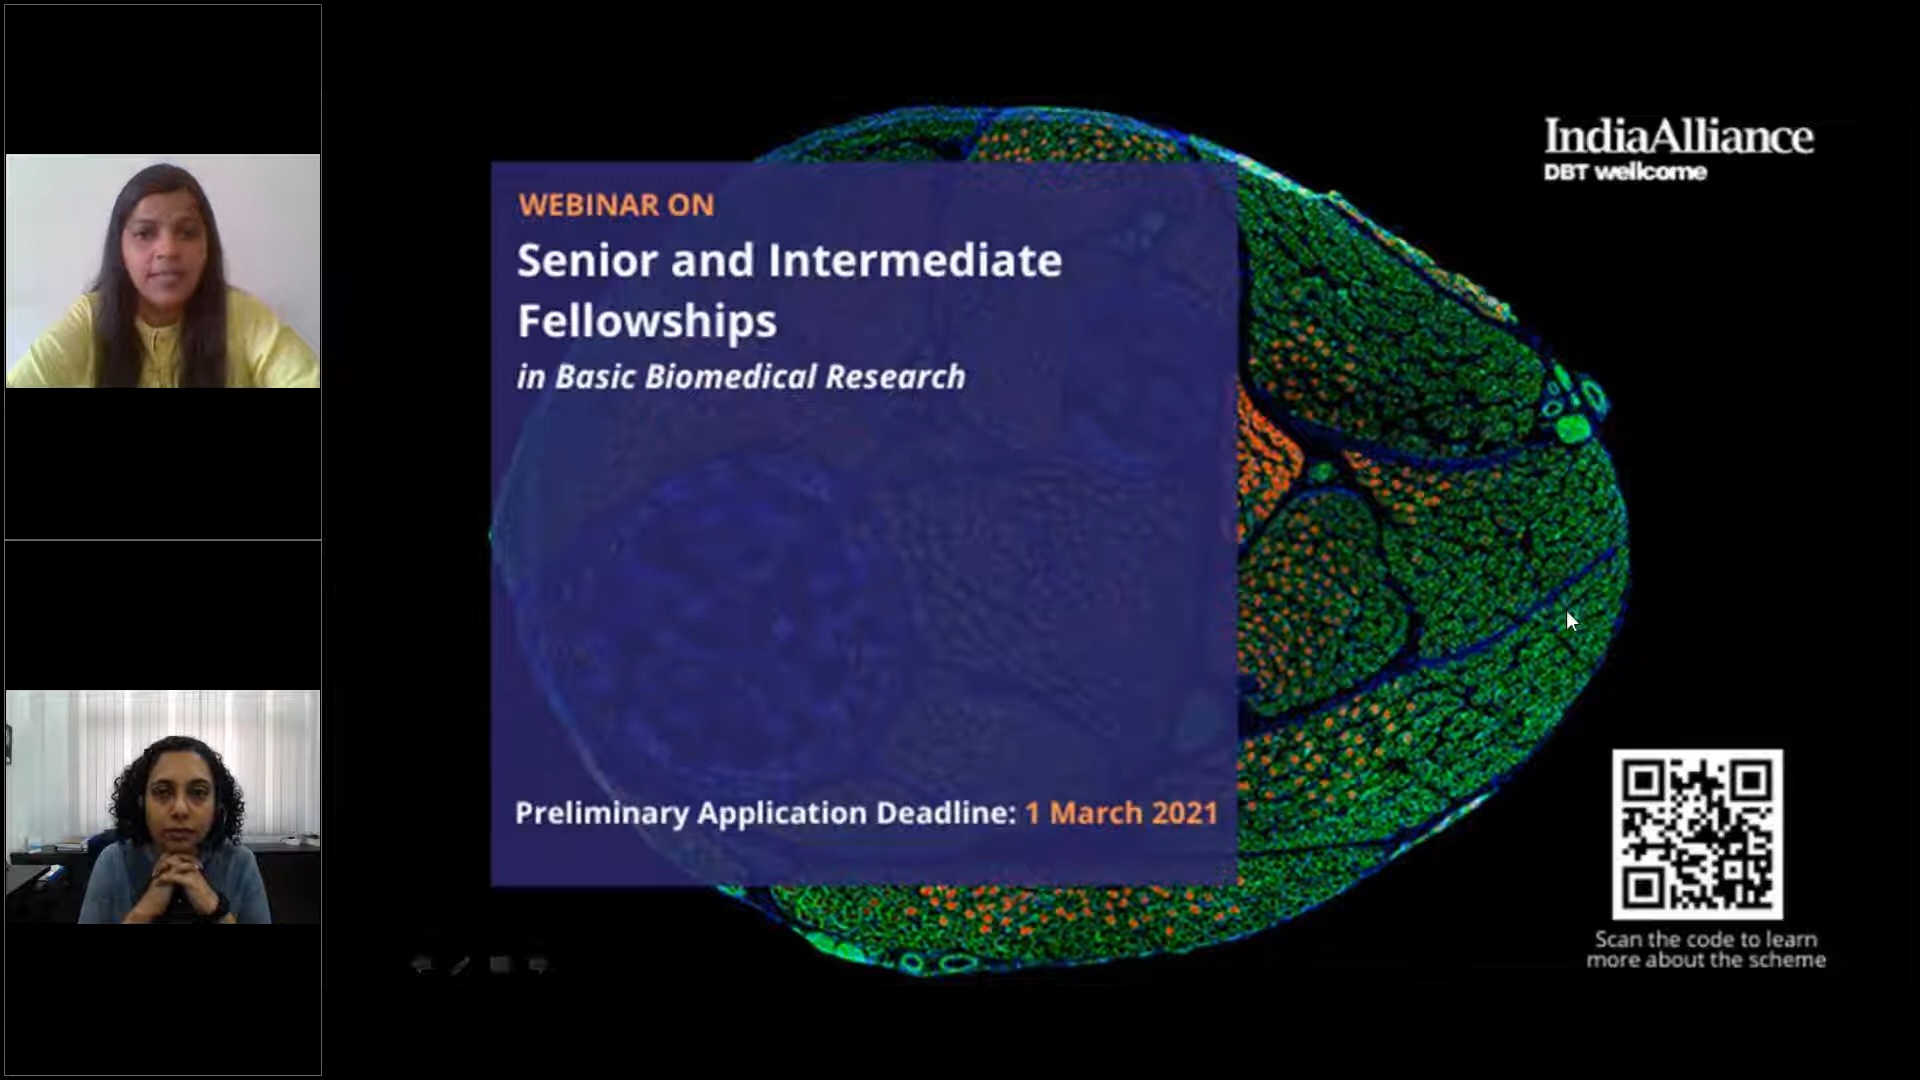 IndiaAlliance
DBT wellcome
WEBINAR ON
Senior and Intermediate
Fellowships
in Basic Biomedical Research
Preliminary Application Deadline: 1 March 2021
Scan the code to learn
more about the scheme